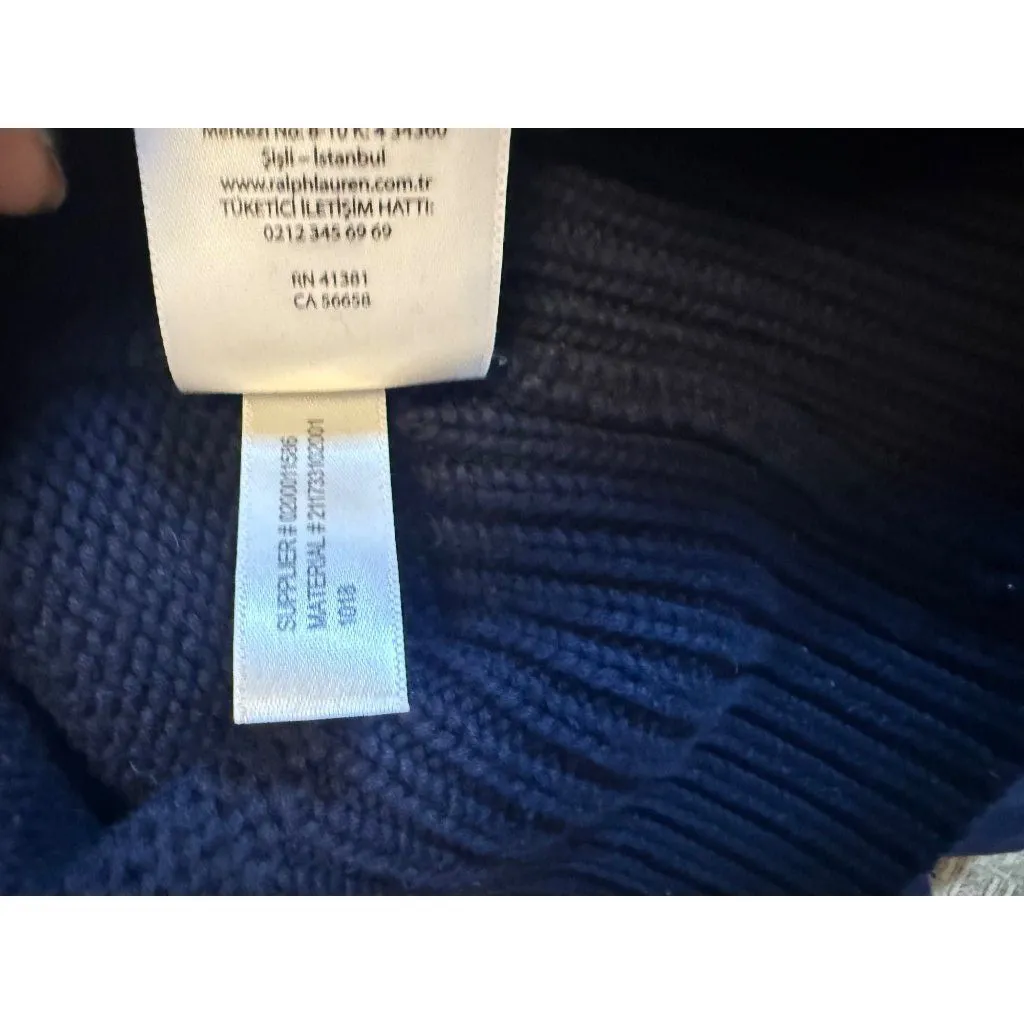 Merkezi No: 8-10 K: 4 34360
Şişli – İstanbul
www.ralphlauren.com.tr
TÜKETİCİ İLETİŞİM HATTI:
0212 345 69 69
RN 41381
CA 56658
SUPPLIER # 0200011586
MATERIAL # 211733102001
1018